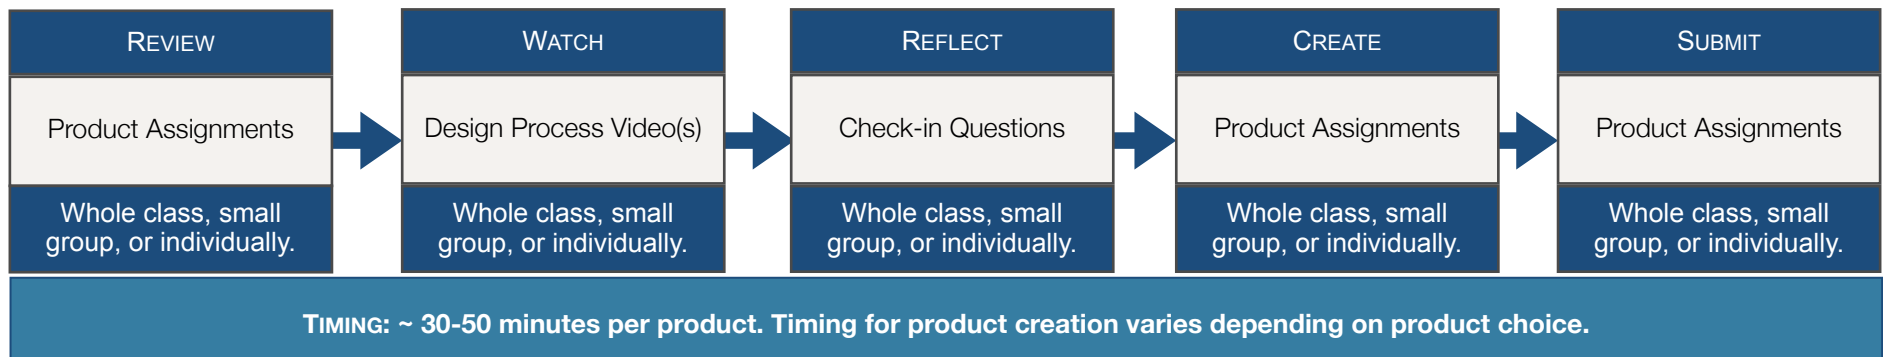 REVIEW
Product Assignments
Whole class, small
group, or individually.
WATCH
Design Process Video(s)
Whole class, small
group, or individually.
REFLECT
Check-in Questions
Whole class, small
group, or individually.
CREATE
Product Assignments
Whole class, small
group, or individually.
SUBMIT
Product Assignments
Whole class, small
group, or individually.
TIMING: ~ 30-50 minutes per product. Timing for product creation varies depending on product choice.